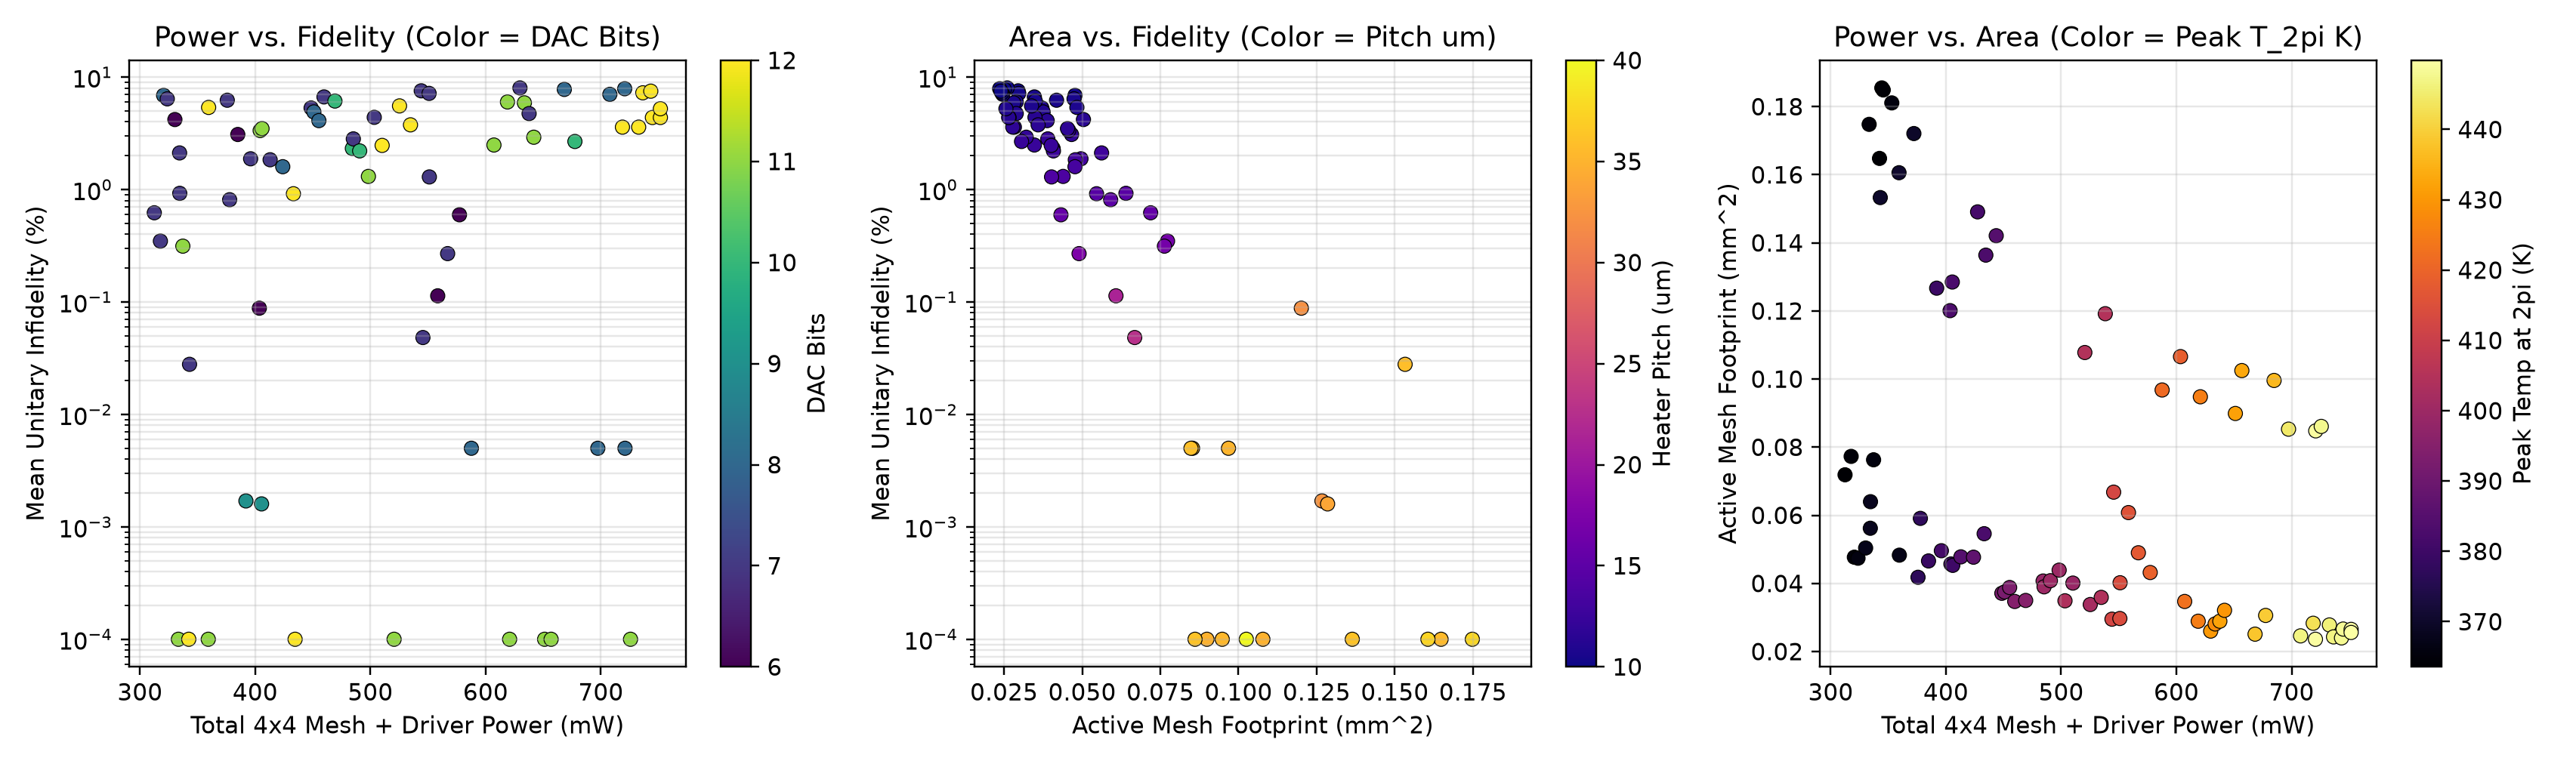 Power vs. Fidelity (Color = DAC Bits)
Mean Unitary Infidelity (%)
10^1
10^0
10^−1
10^−2
10^−3
10^−4
300 400 500 600 700
Total 4x4 Mesh + Driver Power (mW)
12
11
10
9
8
7
6
DAC Bits
Area vs. Fidelity (Color = Pitch um)
Mean Unitary Infidelity (%)
10^1
10^0
10^−1
10^−2
10^−3
10^−4
0.025 0.050 0.075 0.100 0.125 0.150 0.175
Active Mesh Footprint (mm^2)
40
35
30
25
20
15
10
Heater Pitch (um)
Power vs. Area (Color = Peak T_2pi K)
Active Mesh Footprint (mm^2)
0.18
0.16
0.14
0.12
0.10
0.08
0.06
0.04
0.02
300 400 500 600 700
Total 4x4 Mesh + Driver Power (mW)
440
430
420
410
400
390
380
370
Peak Temp at 2pi (K)